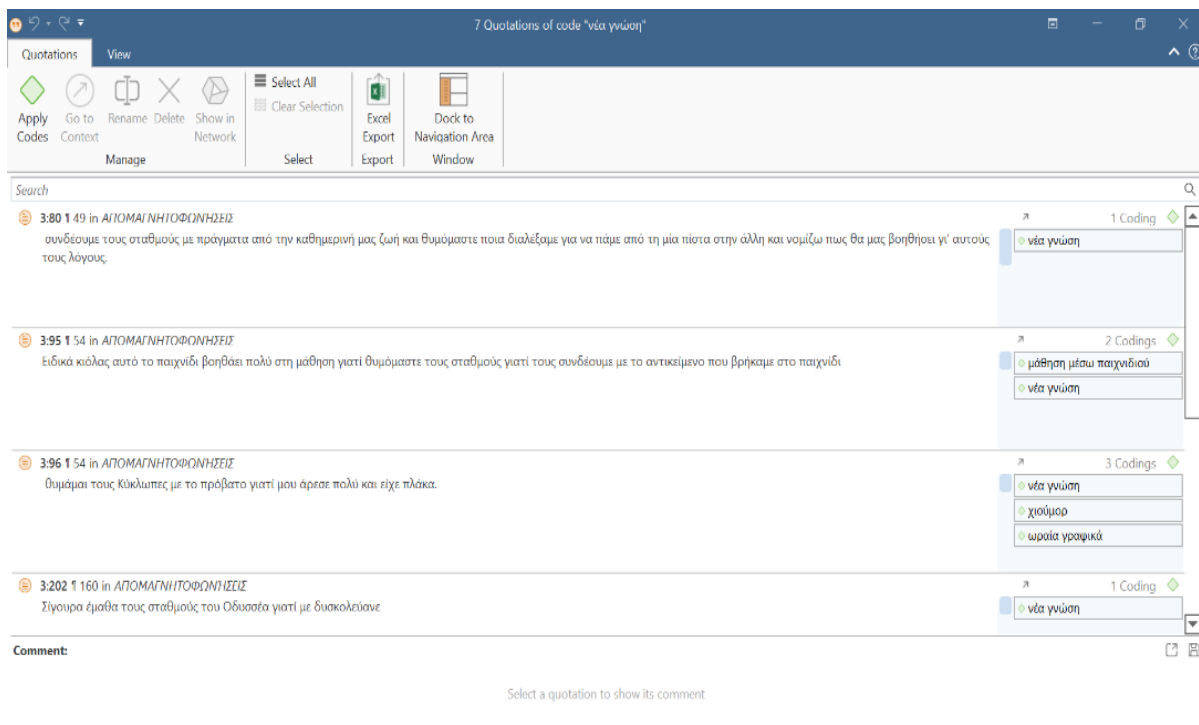 7 Quotations of code "νέα γνώση"
Quotations View
Apply Codes
Go to Context
Rename
Delete
Show in Network
Manage
Select All
Clear Selection
Select
Excel Export
Export
Dock to Navigation Area
Window
Search
3:80 ¶ 49 in ΑΠΟΜΑΓΝΗΤΟΦΩΝΉΣΕΙΣ
1 Coding
συνδέουμε τους σταθμούς με πράγματα από την καθημερινή μας ζωή και θυμόμαστε ποια διαλέξαμε για να πάμε από τη μία πίστα στην άλλη και νομίζω πως θα μας βοηθήσει γι' αυτούς
τους λόγους.
νέα γνώση
3:95 ¶ 54 in ΑΠΟΜΑΓΝΗΤΟΦΩΝΉΣΕΙΣ
2 Codings
Ειδικά κιόλας αυτό το παιχνίδι βοηθάει πολύ στη μάθηση γιατί θυμόμαστε τους σταθμούς γιατί τους συνδέουμε με το αντικείμενο που βρήκαμε στο παιχνίδι
μάθηση μέσω παιχνιδιού
νέα γνώση
3:96 ¶ 54 in ΑΠΟΜΑΓΝΗΤΟΦΩΝΉΣΕΙΣ
3 Codings
θυμάμαι τους Κύκλωπες με το πρόβατο γιατί μου άρεσε πολύ και είχε πλάκα.
νέα γνώση
χιούμορ
ωραία γραφικά
3:202 ¶ 160 in ΑΠΟΜΑΓΝΗΤΟΦΩΝΉΣΕΙΣ
1 Coding
Σίγουρα έμαθα τους σταθμούς του Οδυσσέα γιατί με δυσκολεύανε
νέα γνώση
Comment:
Select a quotation to show its comment